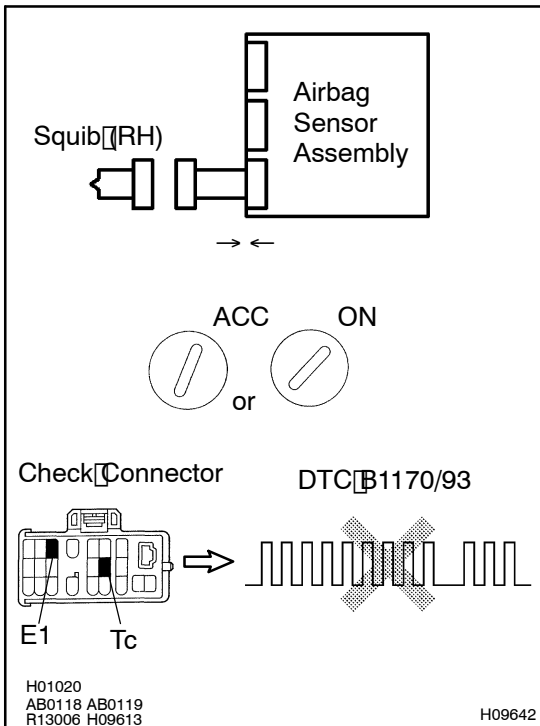 Airbag
Sensor
Assembly
Squib (RH)
ACC ON
or
Check Connector
DTC B1170/93
E1 Tc
H01020
AB0118 AB0119
R13006 H09613
H09642